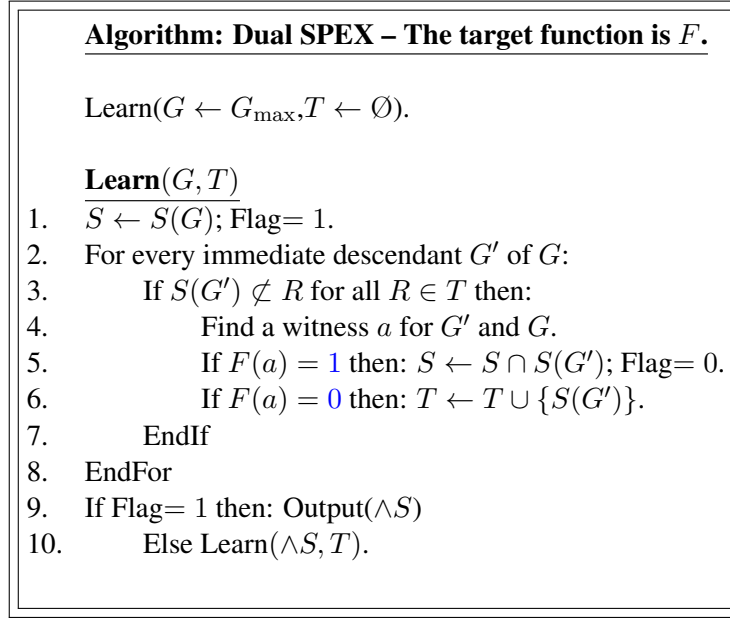 Algorithm: Dual SPEX – The target function is F.
Learn(G ← G_max,T ← Ø).
Learn(G, T)
1. S ← S(G); Flag= 1.
2. For every immediate descendant G′ of G:
3. If S(G′) ⊄ R for all R ∈ T then:
4. Find a witness a for G′ and G.
5. If F(a) = 1 then: S ← S ∩ S(G′); Flag= 0.
6. If F(a) = 0 then: T ← T ∪ {S(G′)}.
7. EndIf
8. EndFor
9. If Flag= 1 then: Output(∧S)
10. Else Learn(∧S, T).